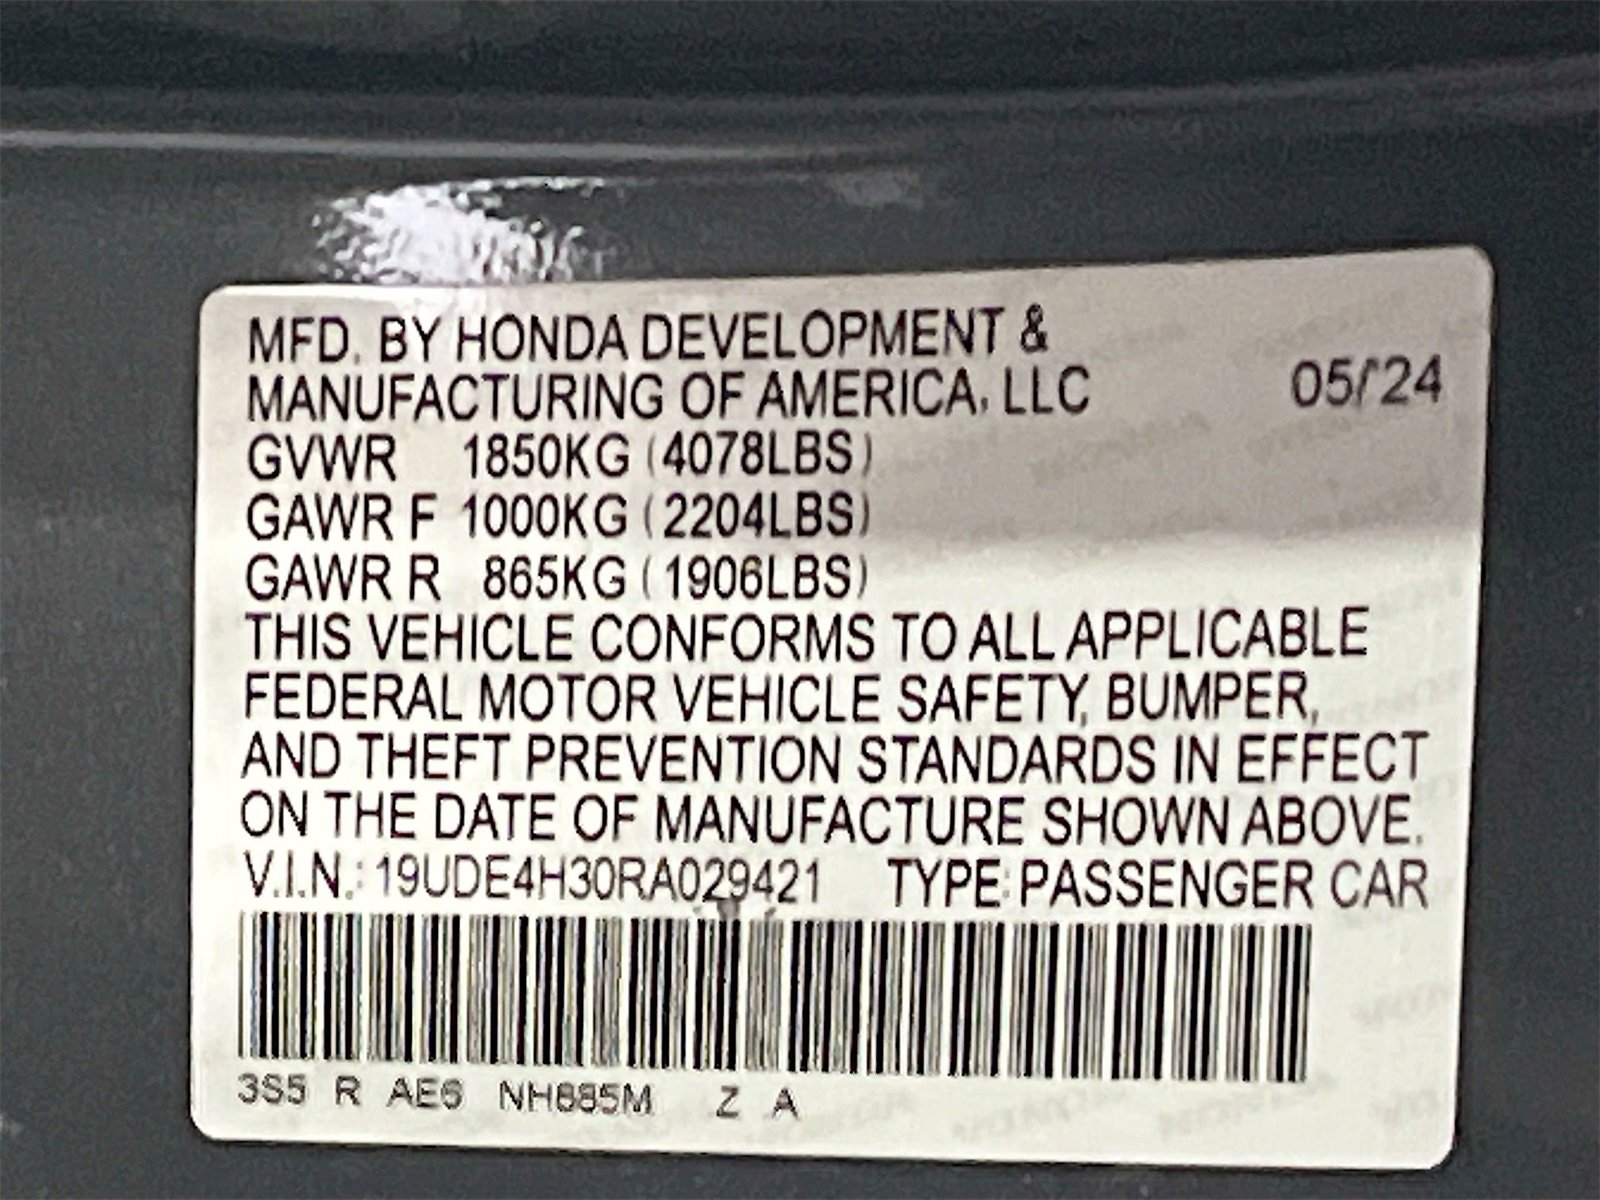 MFD. BY HONDA DEVELOPMENT &
MANUFACTURING OF AMERICA, LLC 05/'24
GVWR 1850KG (4078LBS)
GAWR F 1000KG (2204LBS)
GAWR R 865KG (1906LBS)
THIS VEHICLE CONFORMS TO ALL APPLICABLE
FEDERAL MOTOR VEHICLE SAFETY, BUMPER,
AND THEFT PREVENTION STANDARDS IN EFFECT
ON THE DATE OF MANUFACTURE SHOWN ABOVE.
V.I.N.: 19UDE4H30RA029421 TYPE: PASSENGER CAR
3S5 R AE6 NH885M Z A